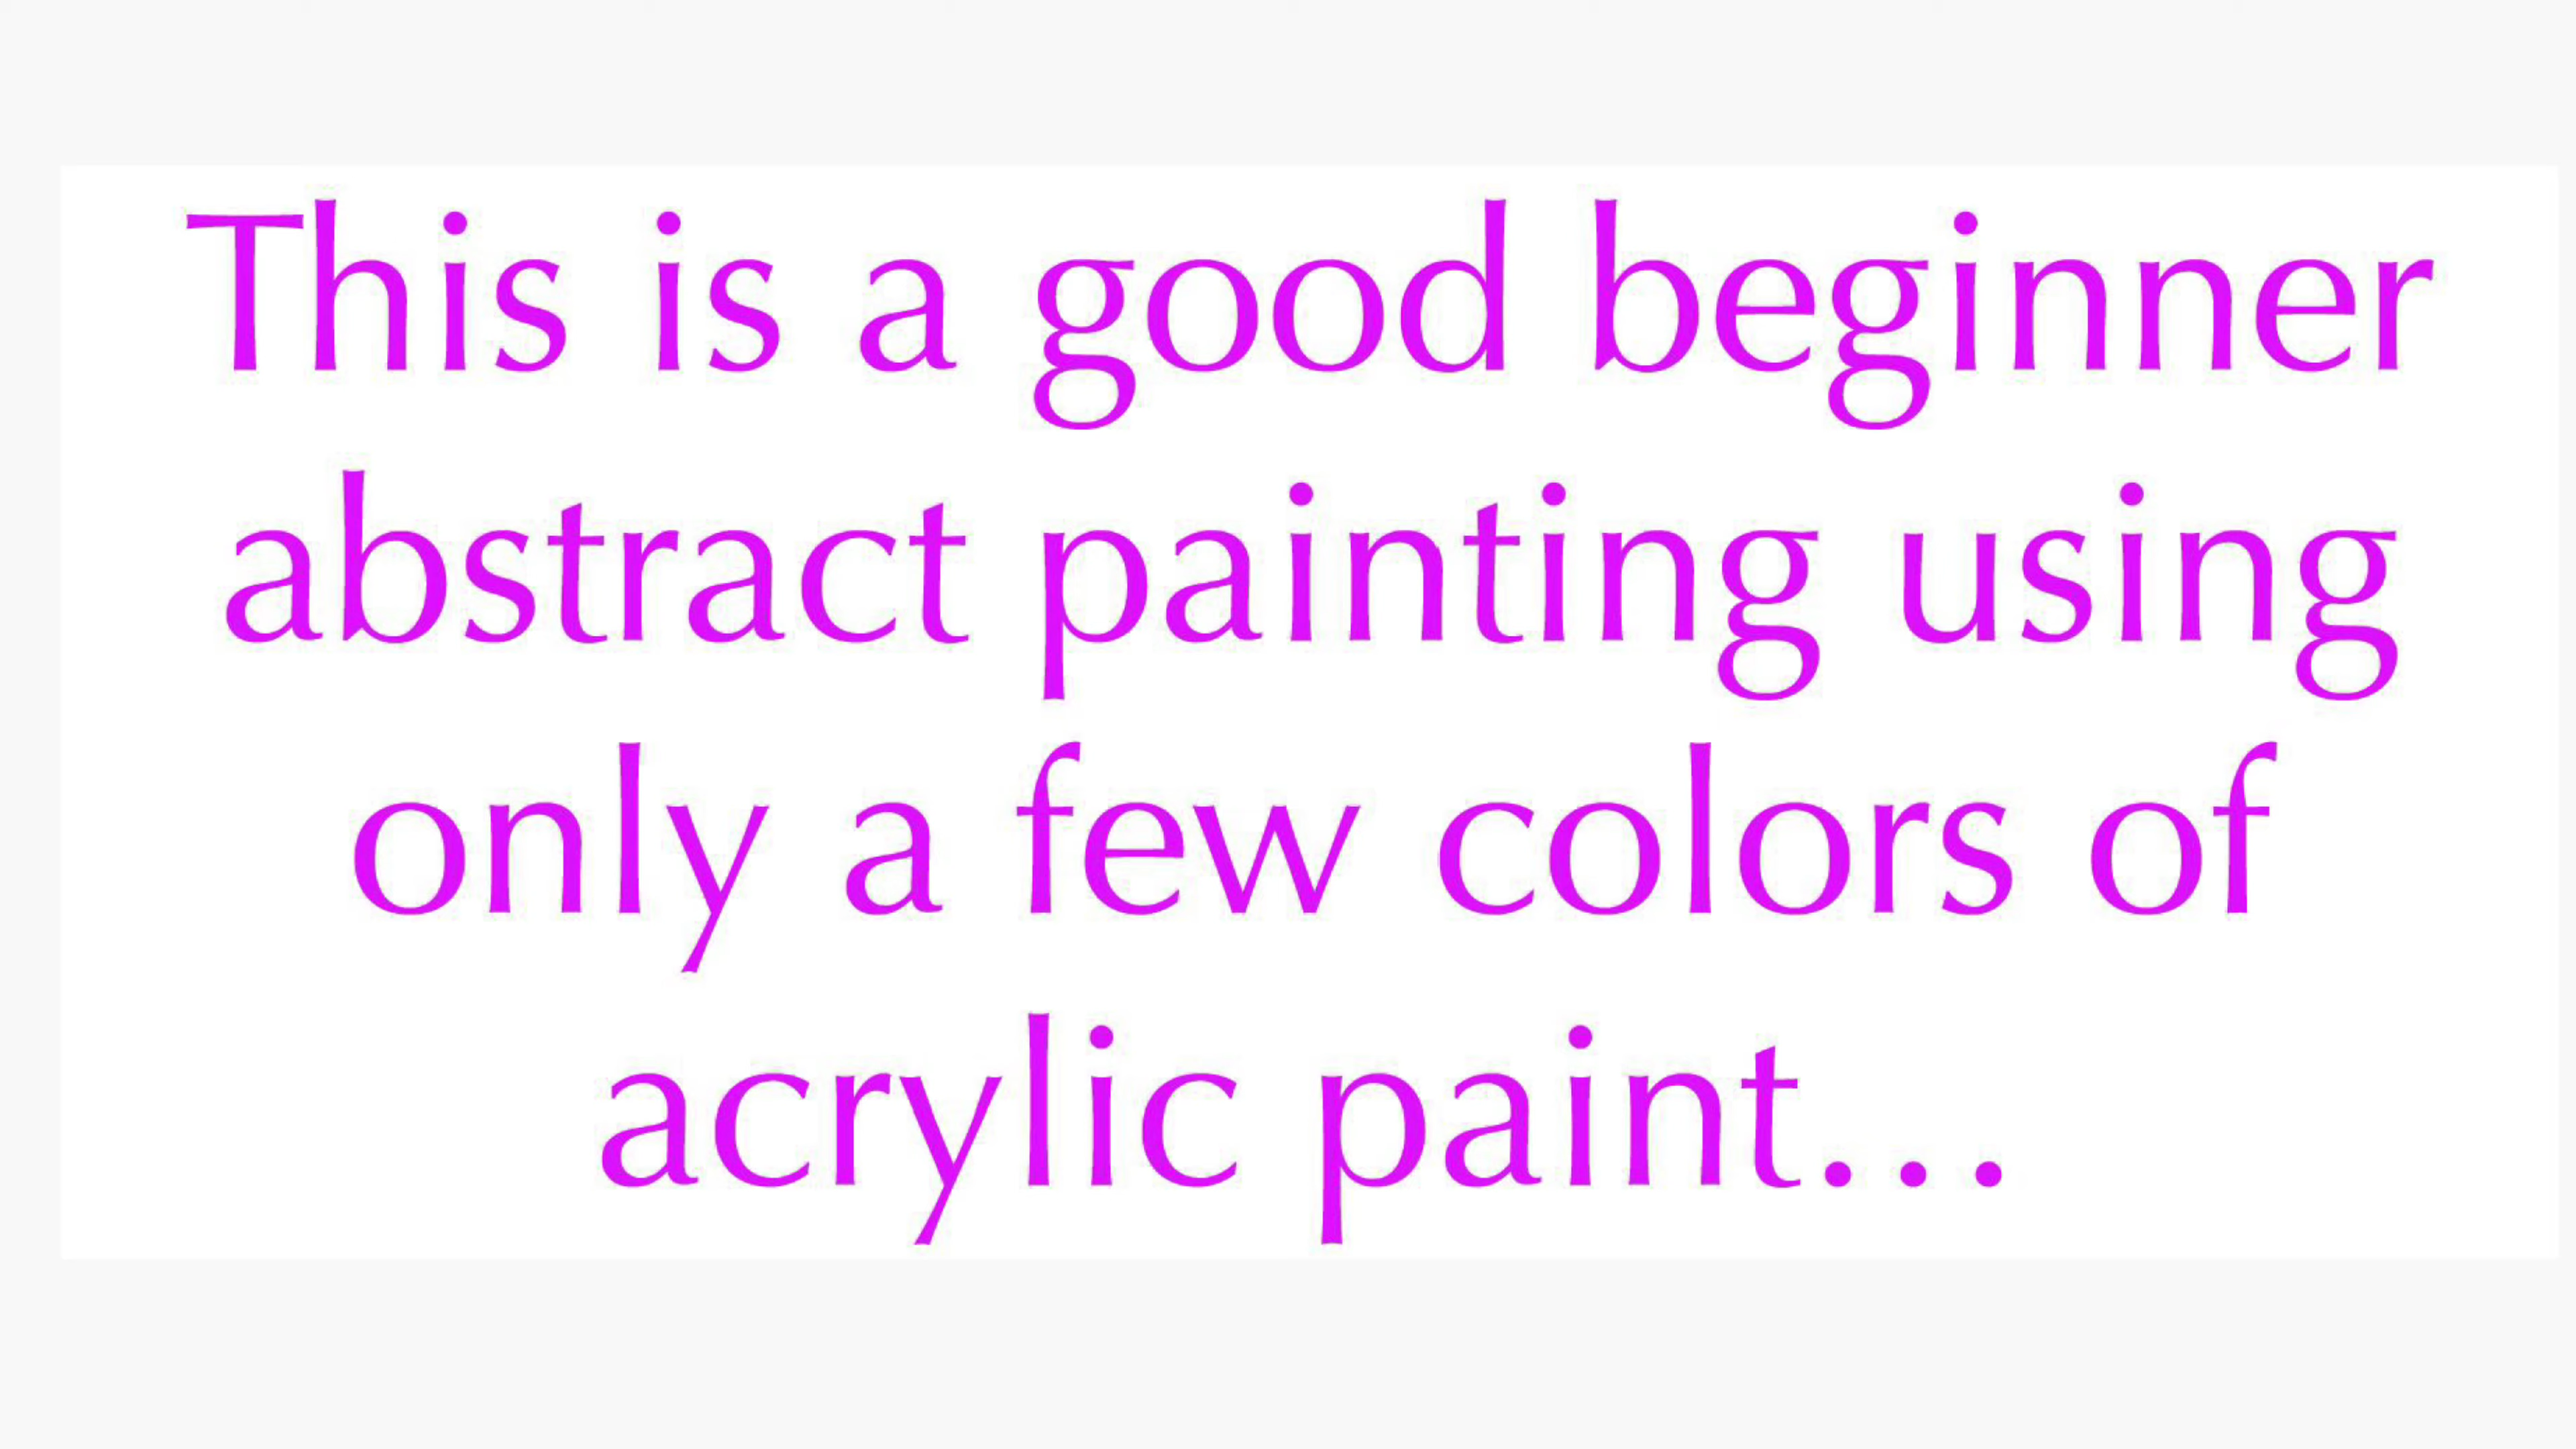 This is a good beginner
abstract painting using
only a few colors of
acrylic paint...